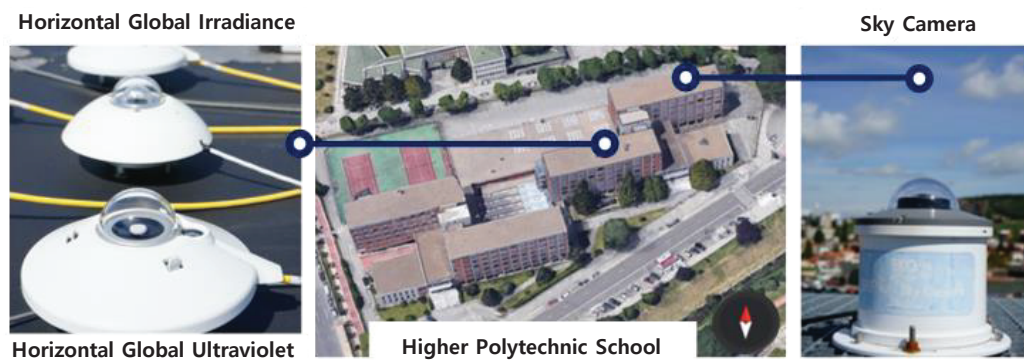 Horizontal Global Irradiance
Sky Camera
Horizontal Global Ultraviolet
Higher Polytechnic School